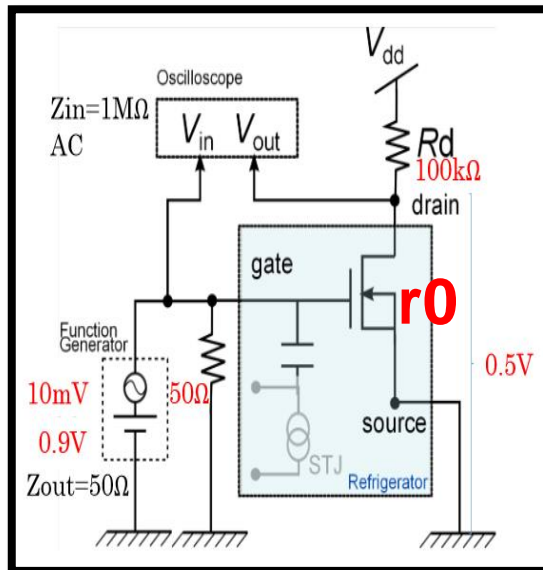 Vdd
Oscilloscope
Zin=1MΩ
AC
Vin Vout
Rd
100kΩ
drain
gate
r0
Function
Generator
10mV
50Ω
0.5V
0.9V
source
STJ
Refrigerator
Zout=50Ω